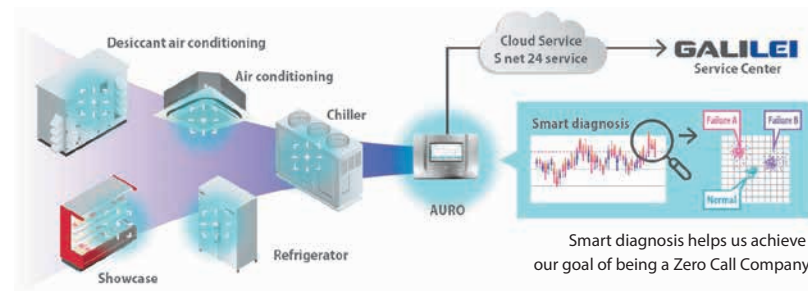 Desiccant air conditioning
Air conditioning
Chiller
Showcase
Refrigerator
AURO
Cloud Service
S net 24 service
GALILEI
Service Center
Smart diagnosis
Failure A
Failure B
Normal
Smart diagnosis helps us achieve
our goal of being a Zero Call Company